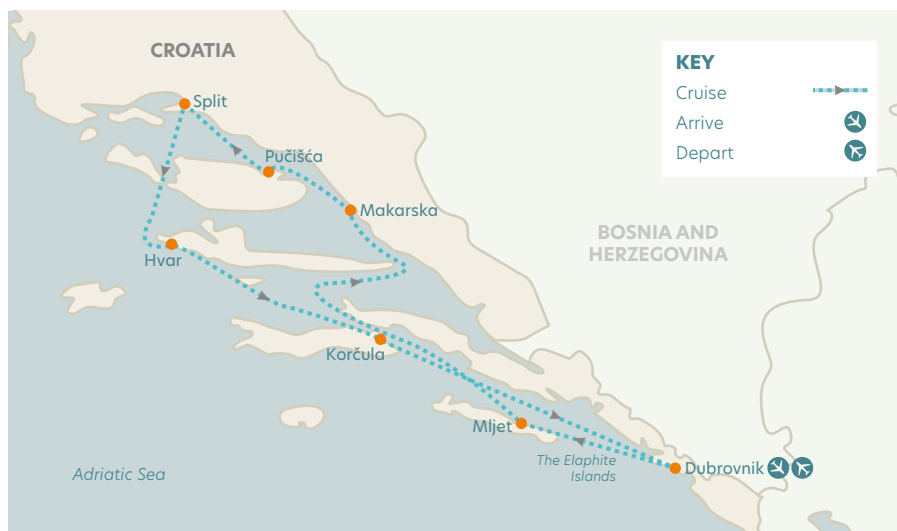 CROATIA
KEY
Cruise
Arrive
Depart
Split
Pučišća
Makarska
BOSNIA AND
HERZEGOVINA
Hvar
Korčula
Mljet
The Elaphite
Islands
Dubrovnik
Adriatic Sea